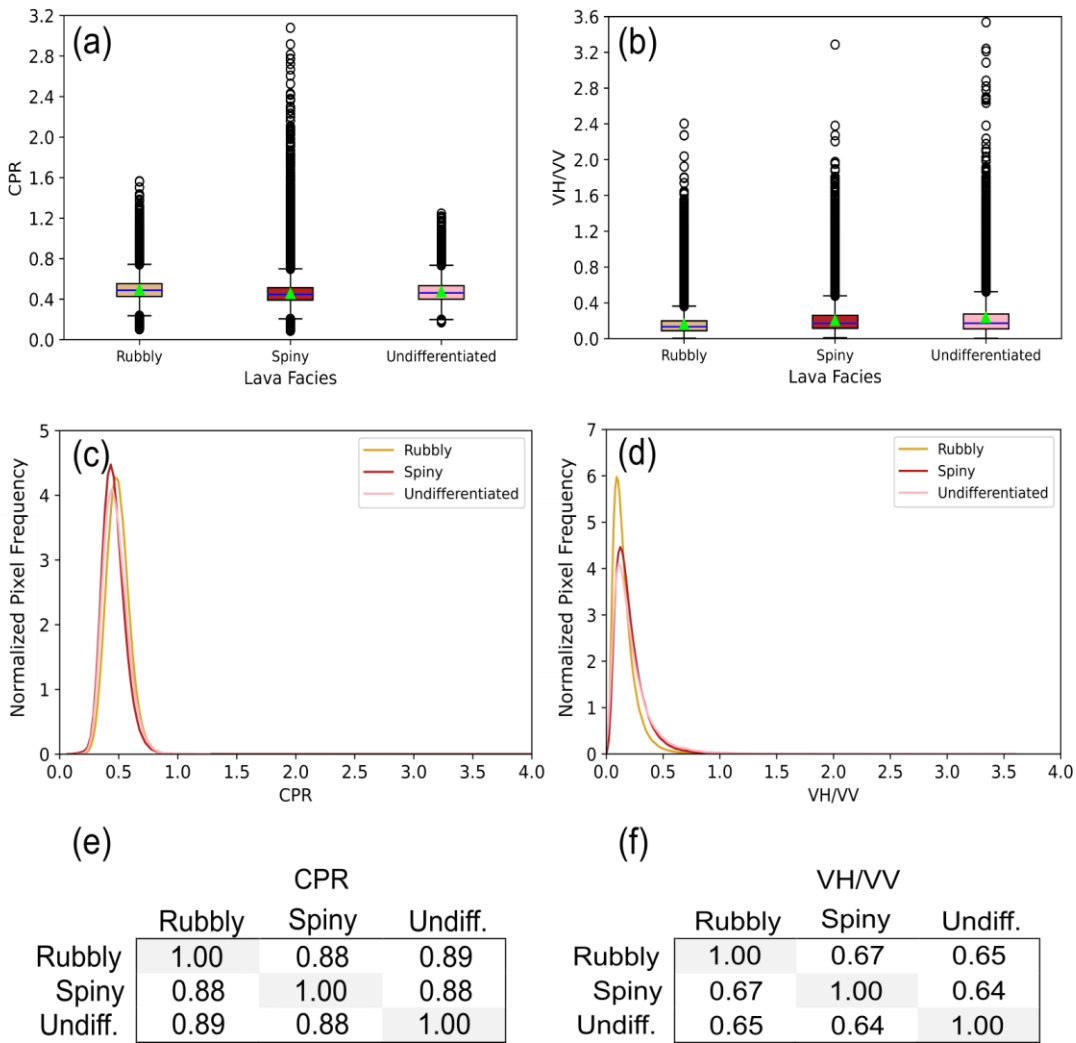 (a)
3.2
2.8
2.4
2.0
1.6
1.2
0.8
0.4
0.0
CPR
Rubbly Spiny Undifferentiated
Lava Facies
(b)
3.6
3.2
2.8
2.4
2.0
1.6
1.2
0.8
0.4
0.0
VH/VV
Rubbly Spiny Undifferentiated
Lava Facies
(c)
5
4
3
2
1
0
Normalized Pixel Frequency
Rubbly
Spiny
Undifferentiated
0.0 0.5 1.0 1.5 2.0 2.5 3.0 3.5 4.0
CPR
(d)
7
6
5
4
3
2
1
0
Normalized Pixel Frequency
Rubbly
Spiny
Undifferentiated
0.0 0.5 1.0 1.5 2.0 2.5 3.0 3.5 4.0
VH/VV
(e)
CPR
Rubbly Spiny Undiff.
Rubbly 1.00 0.88 0.89
Spiny 0.88 1.00 0.88
Undiff. 0.89 0.88 1.00
(f)
VH/VV
Rubbly Spiny Undiff.
Rubbly 1.00 0.67 0.65
Spiny 0.67 1.00 0.64
Undiff. 0.65 0.64 1.00